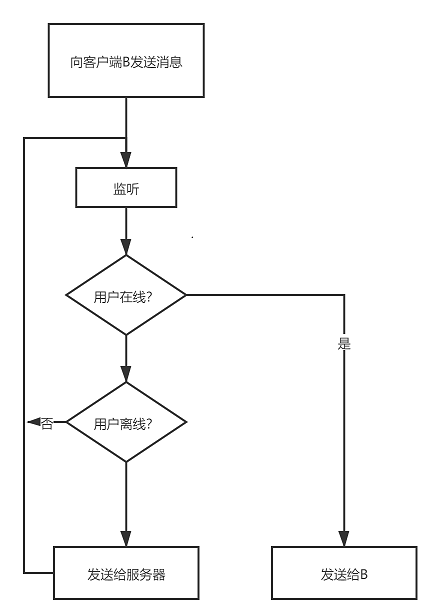 向客户端B发送消息
监听
用户在线?
是
用户离线?
否
发送给服务器
发送给B